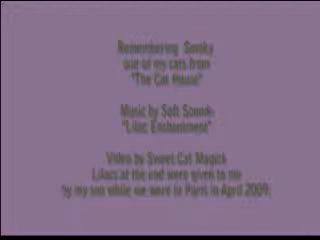 Remembering
one of my cats from
"The Cat House"
Music by Soft
"Lilac Enchantment"
Video by Sweet Cat Magick
Lilacs at the end were given to me
by my son while we were in Paris in April 2009.